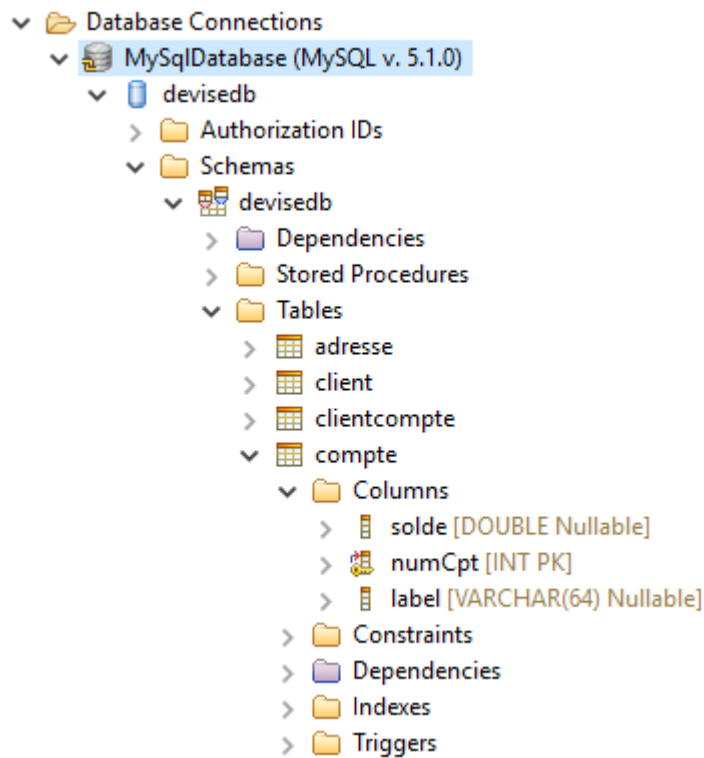 Database Connections
MySqlDatabase (MySQL v. 5.1.0)
devisedb
Authorization IDs
Schemas
devisedb
Dependencies
Stored Procedures
Tables
adresse
client
clientcompte
compte
Columns
solde [DOUBLE Nullable]
numCpt [INT PK]
label [VARCHAR(64) Nullable]
Constraints
Dependencies
Indexes
Triggers